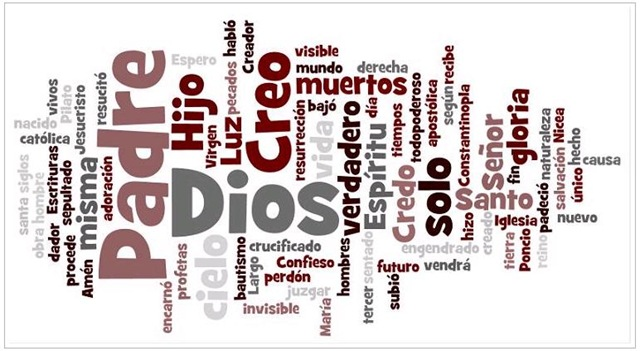 nacido
católica
santa siglos
obra hombre
dador
procede
Escrituras
sepultado
Amén
vivos
Pilato
Jesucristo
misma
resucitó
adoración
Padre
encarnó
profetas
Espero
Hijo
Virgen
cielo
Dios
Luz
pecados
habló
Creador
Creo
bautismo
Largo
crucificado
Confieso
perdón
juzgar
invisible
María
visible
mundo
muertos
resurrección
bajó
vida
hombres
verdadero
derecha
día
Espíritu
tercer
sentado
subió
futuro
vendrá
engendrado
Credo
tiempos
todopoderoso
apostólica
según
recibe
solo
Constantinopla
hizo
Santo
Señor
creado
gloria
fin
Iglesia
tierra
Poncio
padeció
reino
naturaleza
salvación
Nicea
único
hecho
causa
nuevo